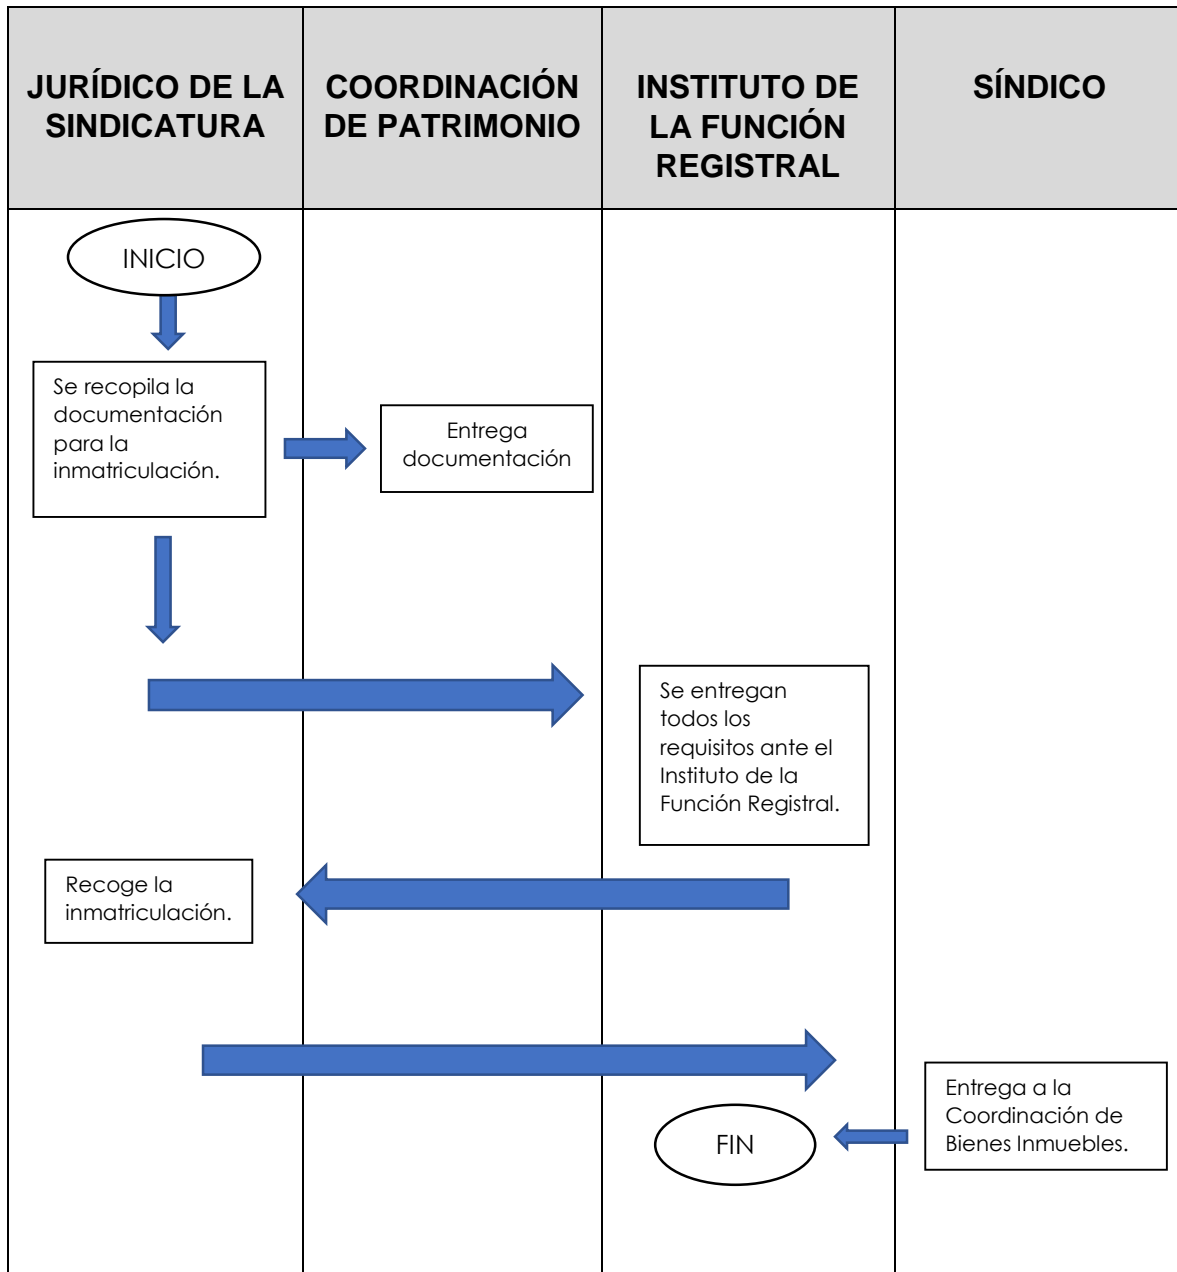 JURÍDICO DE LA
SINDICATURA
COORDINACIÓN
DE PATRIMONIO
INSTITUTO DE
LA FUNCIÓN
REGISTRAL
SÍNDICO
INICIO
Se recopila la
documentación
para la
inmatriculación.
Entrega
documentación
Se entregan
todos los
requisitos ante el
Instituto de la
Función Registral.
Recoge la
inmatriculación.
Entrega a la
Coordinación de
Bienes Inmuebles.
FIN